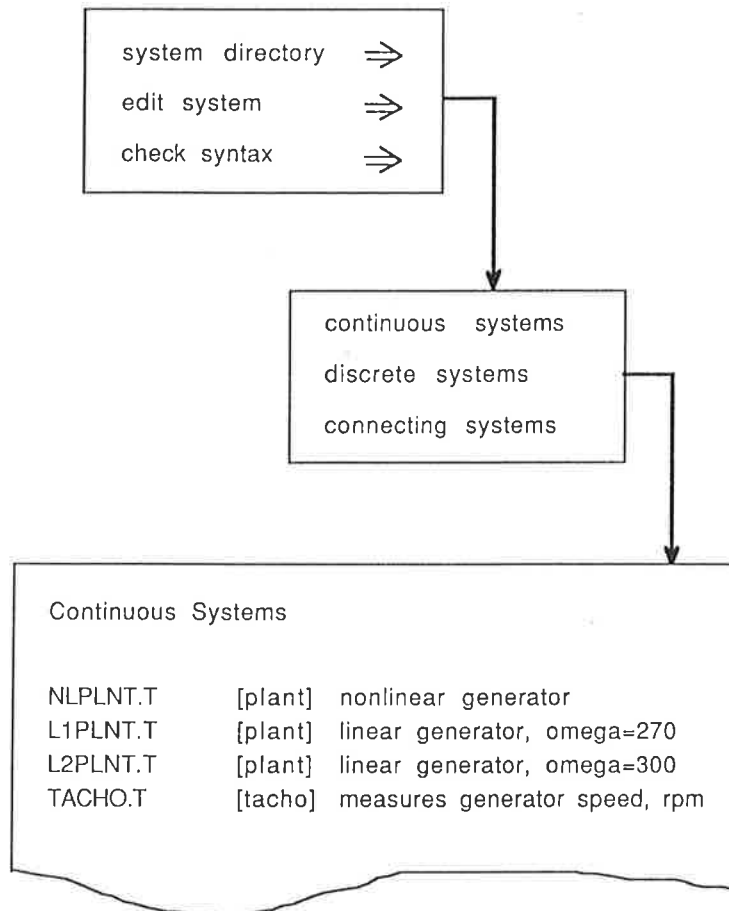 system directory ⇒
edit system ⇒
check syntax ⇒
continuous systems
discrete systems
connecting systems
Continuous Systems
NLPLNT.T [plant] nonlinear generator
L1PLNT.T [plant] linear generator, omega=270
L2PLNT.T [plant] linear generator, omega=300
TACHO.T [tacho] measures generator speed, rpm